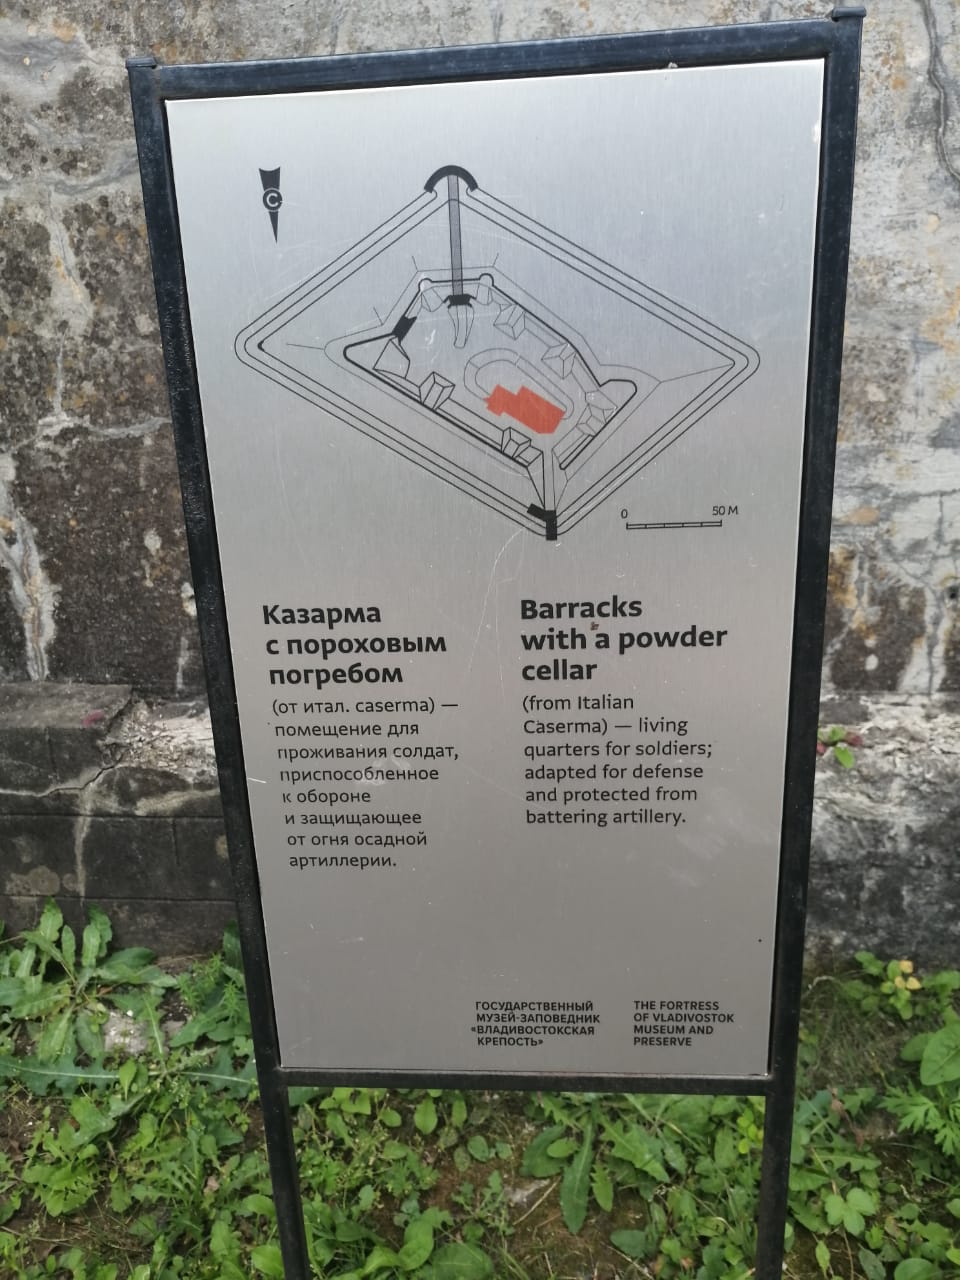 С
0
50 М
Казарма
с пороховым
погребом
(от итал. caserma) —
помещение для
проживания солдат,
приспособленное
к обороне
и защищающее
от огня осадной
артиллерии.
Barracks
with a powder
cellar
(from Italian
Caserma) — living
quarters for soldiers;
adapted for defense
and protected from
battering artillery.
ГОСУДАРСТВЕННЫЙ
МУЗЕЙ-ЗАПОВЕДНИК
«ВЛАДИВОСТОКСКАЯ
КРЕПОСТЬ»
THE FORTRESS
OF VLADIVOSTOK
MUSEUM AND
PRESERVE